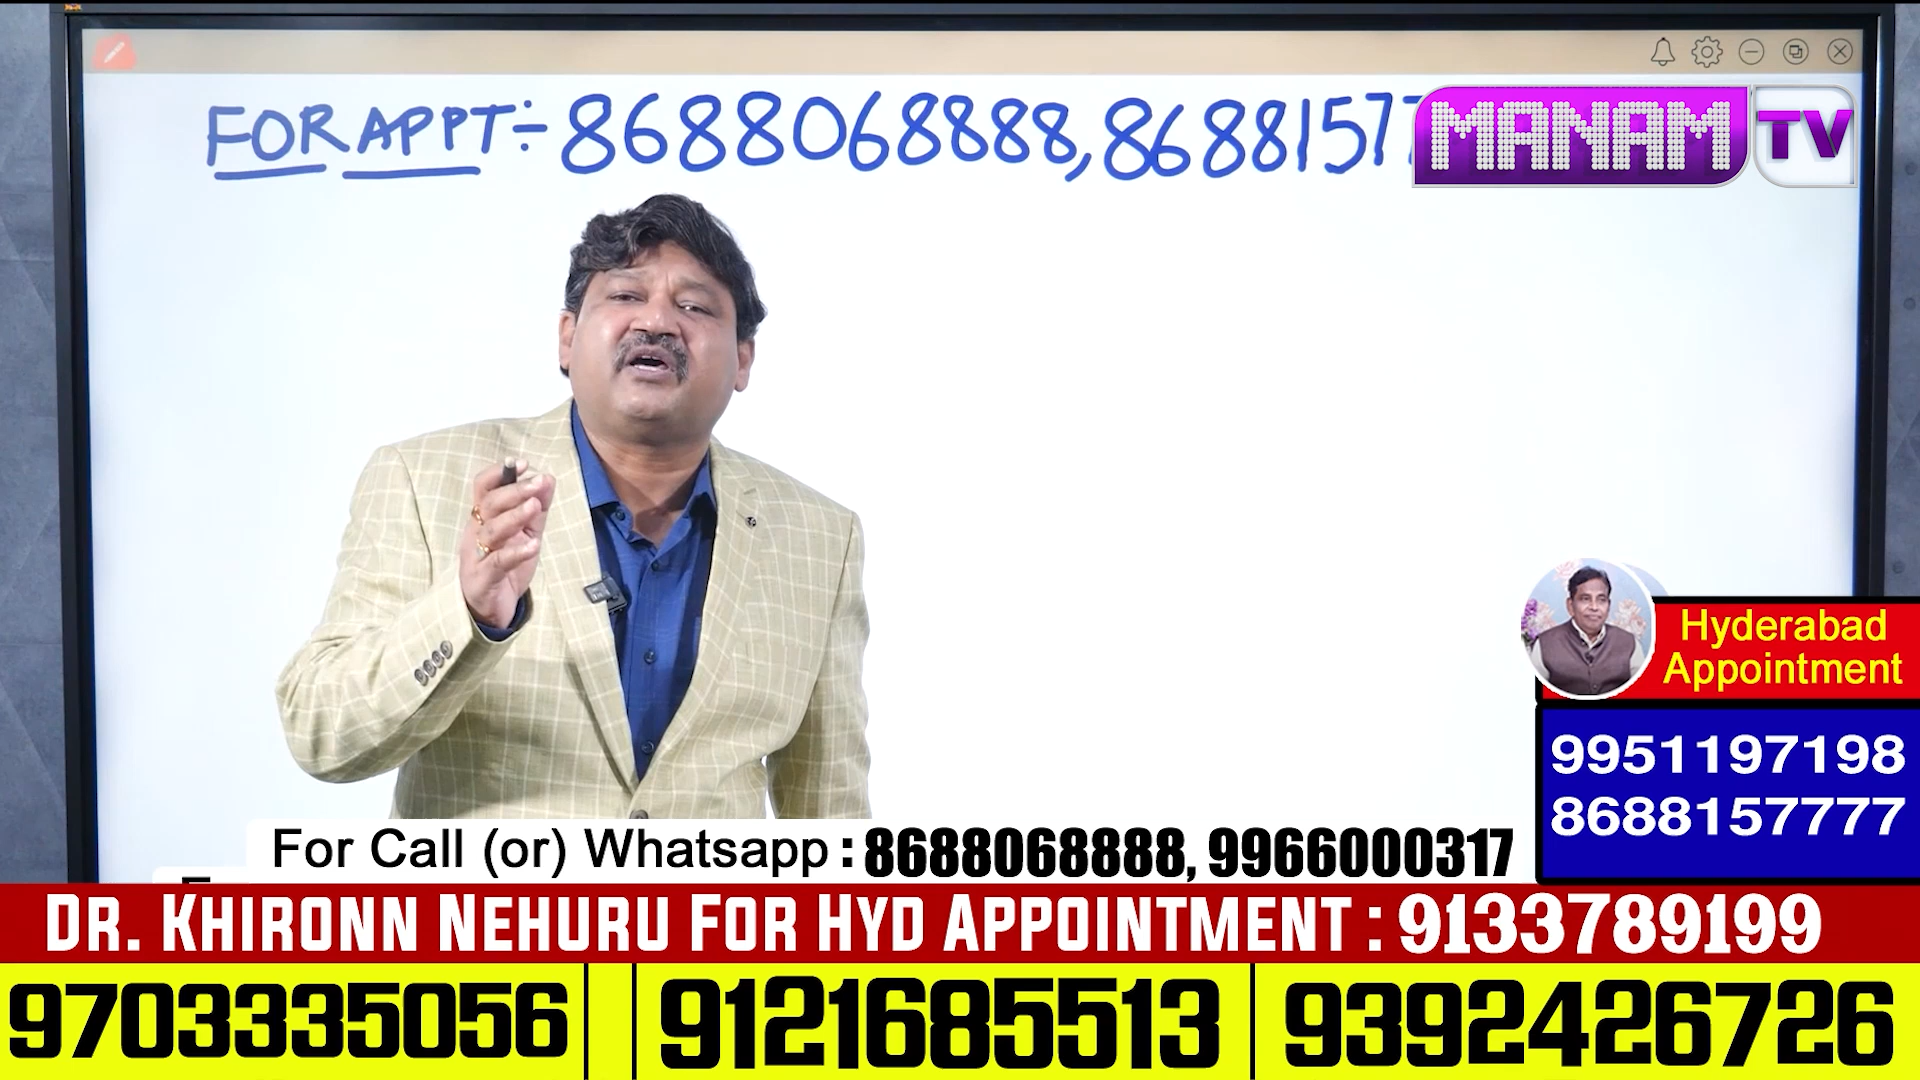 FOR APPT:- 8688068888, 8688157
MANAM TV
Hyderabad
Appointment
9951197198
8688157777
For Call (or) Whatsapp : 8688068888, 9966000317
DR. KHIRONN NEHURU FOR HYD APPOINTMENT : 9133789199
9703335056
9121685513
9392426726